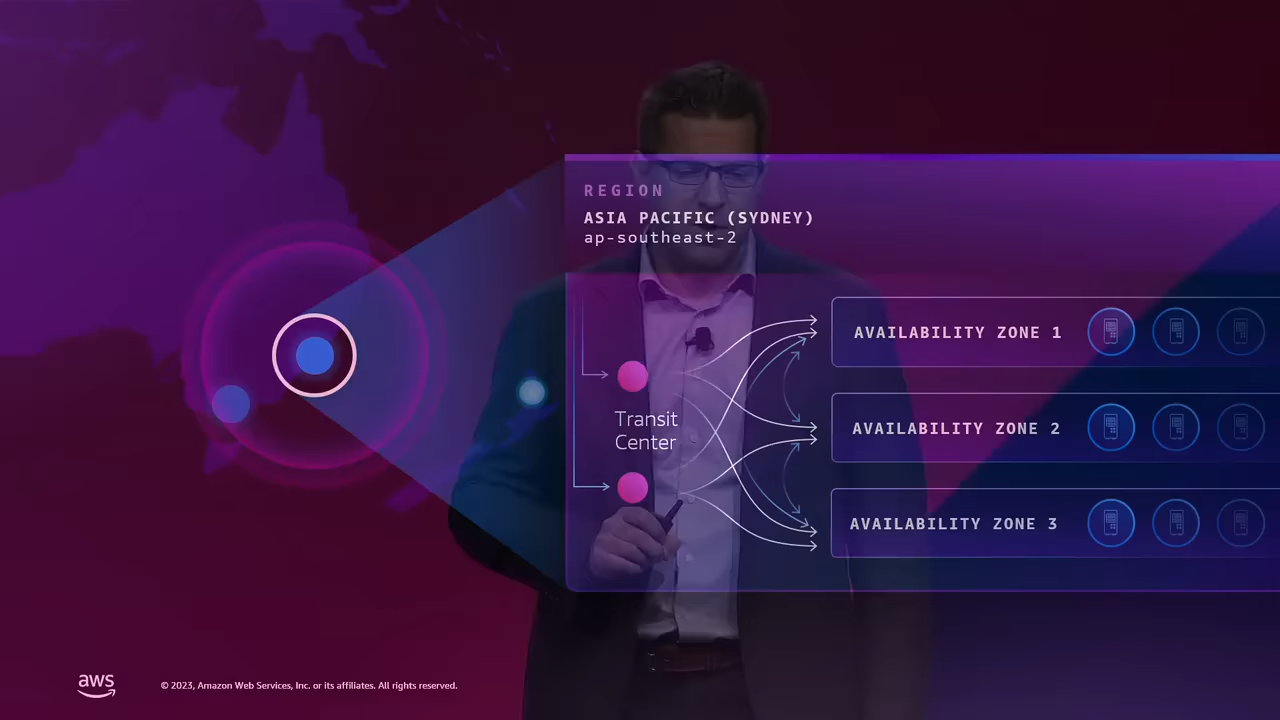 REGION
ASIA PACIFIC (SYDNEY)
ap-southeast-2
AVAILABILITY ZONE 1
Transit
Center
AVAILABILITY ZONE 2
AVAILABILITY ZONE 3
aws
© 2023, Amazon Web Services, Inc. or its affiliates. All rights reserved.